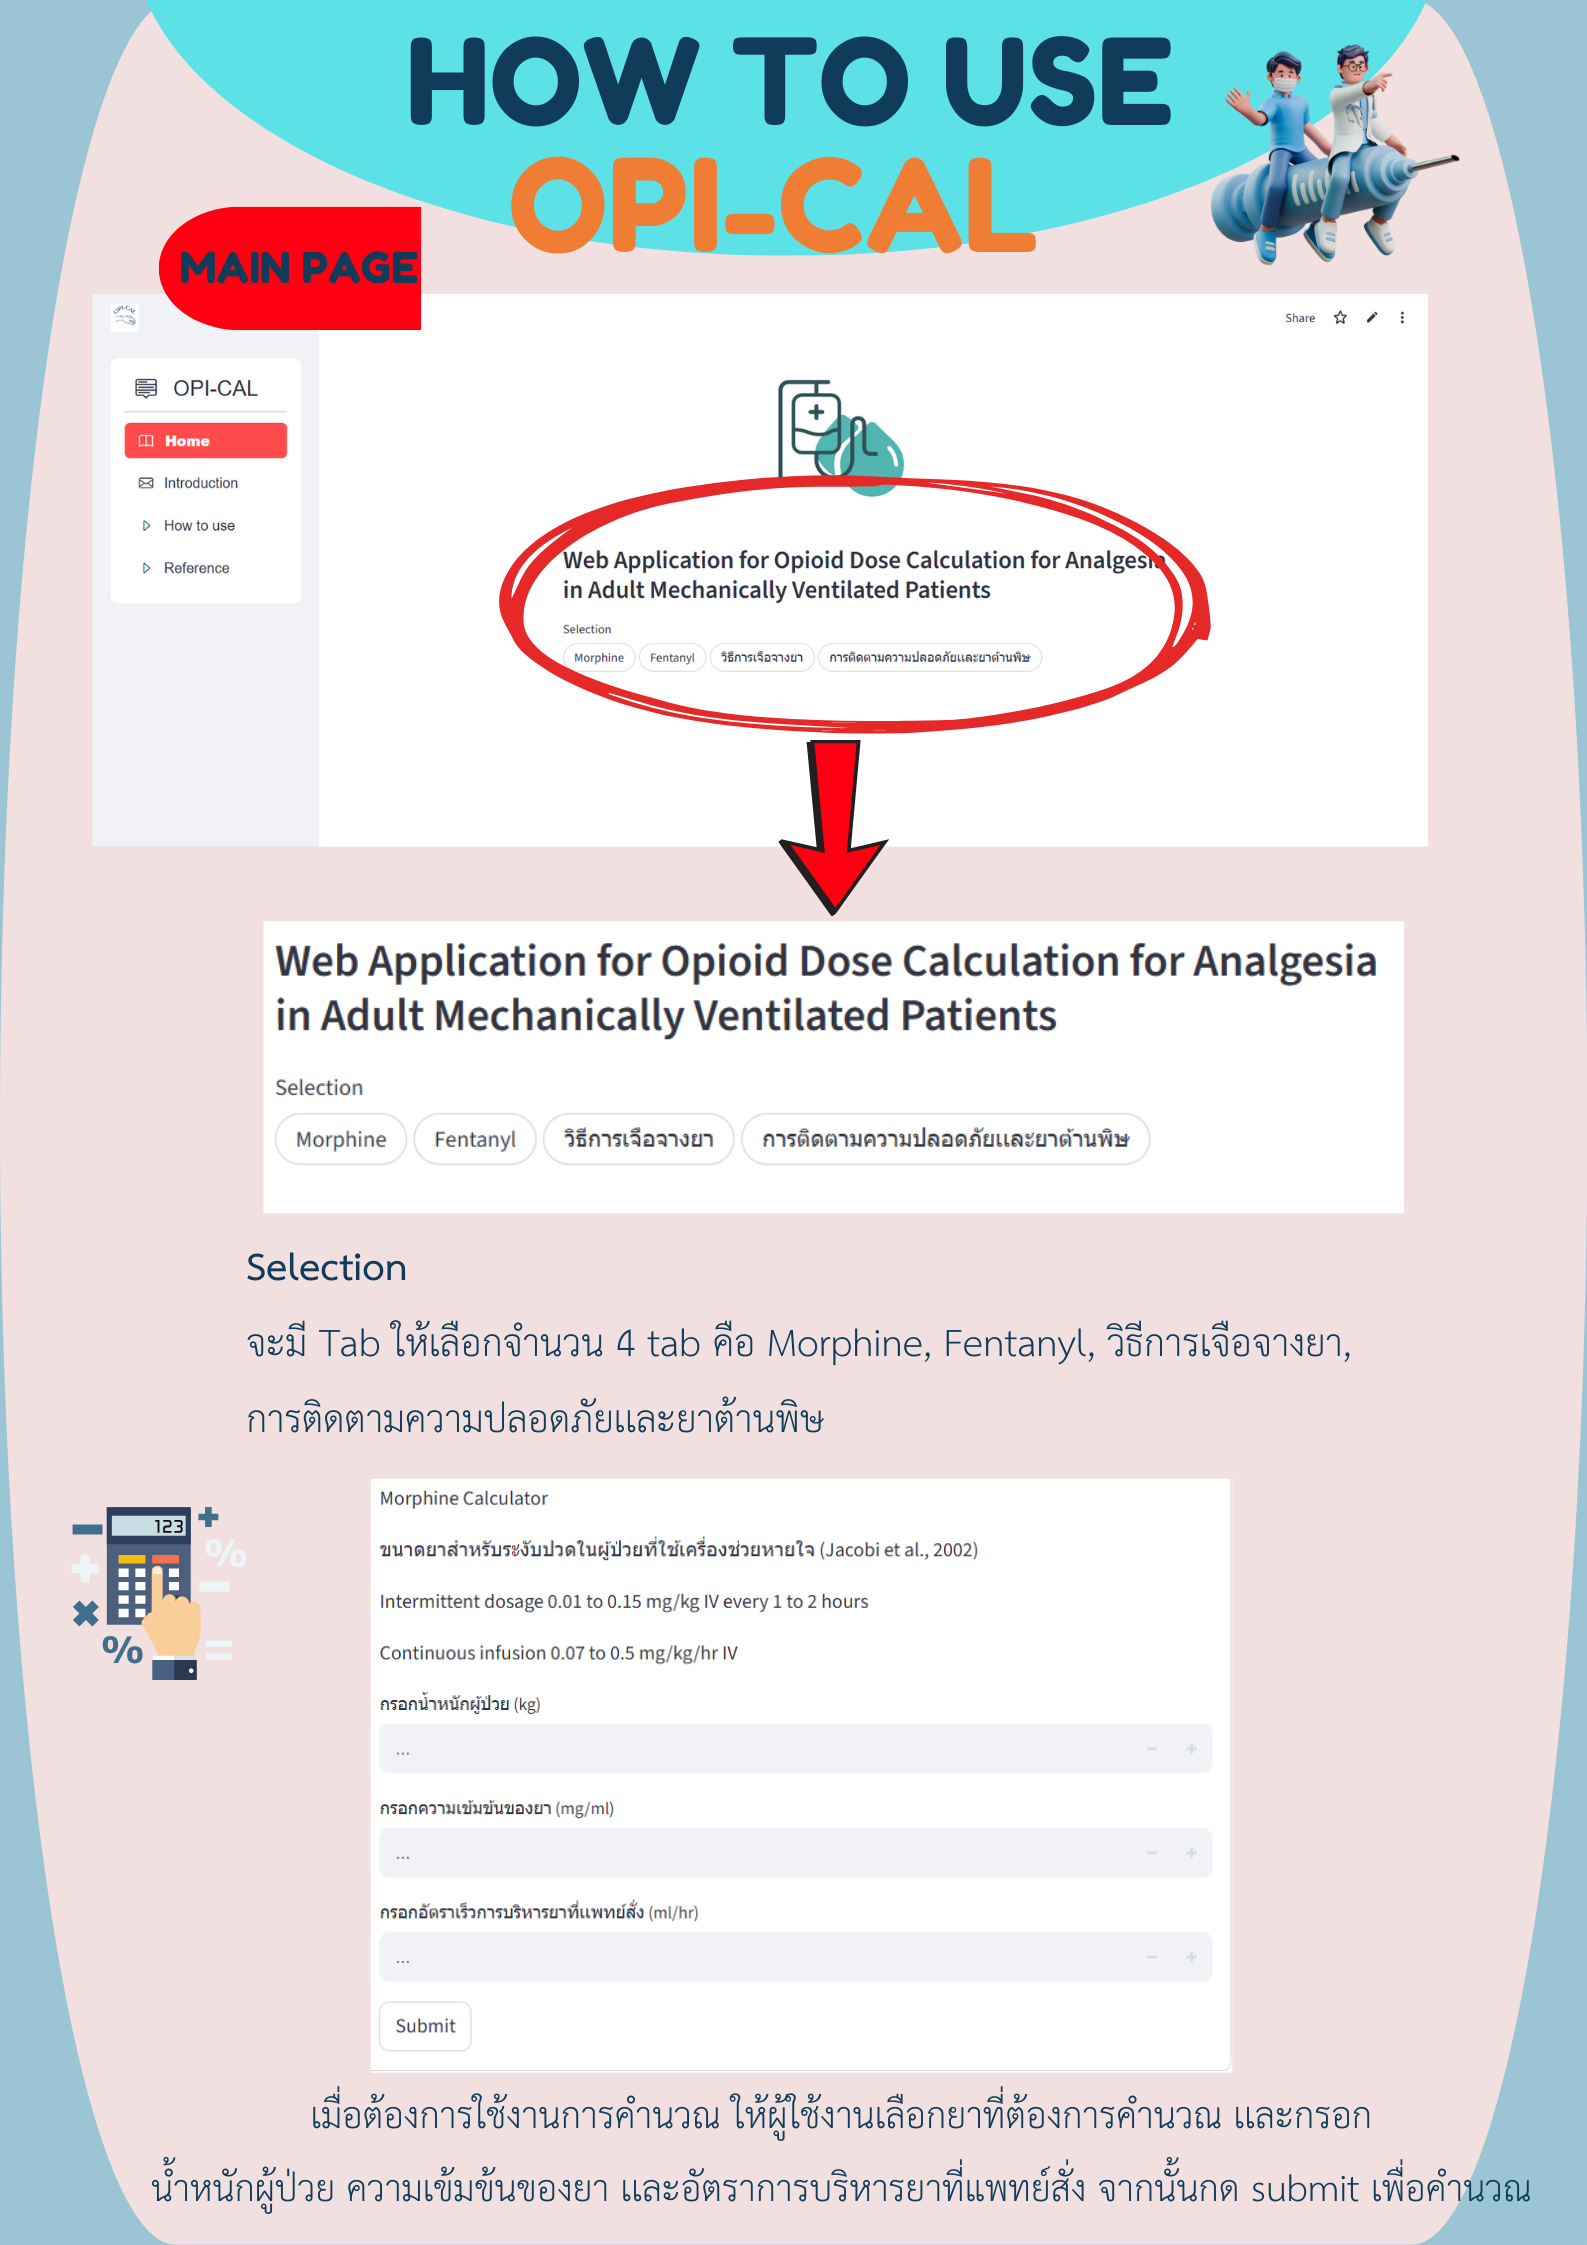 HOW TO USE
OPI-CAL
MAIN PAGE
OPI-CAL
Share
OPI-CAL
Home
Introduction
How to use
Reference
Web Application for Opioid Dose Calculation for Analgesia
in Adult Mechanically Ventilated Patients
Selection
Morphine Fentanyl วิธีการเจือจางยา การติดตามความปลอดภัยและยาต้านพิษ
Web Application for Opioid Dose Calculation for Analgesia
in Adult Mechanically Ventilated Patients
Selection
Morphine Fentanyl วิธีการเจือจางยา การติดตามความปลอดภัยและยาต้านพิษ
Selection
จะมี Tab ให้เลือกจำนวน 4 tab คือ Morphine, Fentanyl, วิธีการเจือจางยา,
การติดตามความปลอดภัยและยาต้านพิษ
123
Morphine Calculator
ขนาดยาสำหรับระงับปวดในผู้ป่วยที่ใช้เครื่องช่วยหายใจ (Jacobi et al., 2002)
Intermittent dosage 0.01 to 0.15 mg/kg IV every 1 to 2 hours
Continuous infusion 0.07 to 0.5 mg/kg/hr IV
กรอกน้ำหนักผู้ป่วย (kg)
... − +
กรอกความเข้มข้นของยา (mg/ml)
... − +
กรอกอัตราเร็วการบริหารยาที่แพทย์สั่ง (ml/hr)
... − +
Submit
เมื่อต้องการใช้งานการคำนวณ ให้ผู้ใช้งานเลือกยาที่ต้องการคำนวณ และกรอก
น้ำหนักผู้ป่วย ความเข้มข้นของยา และอัตราการบริหารยาที่แพทย์สั่ง จากนั้นกด submit เพื่อคำนวณ